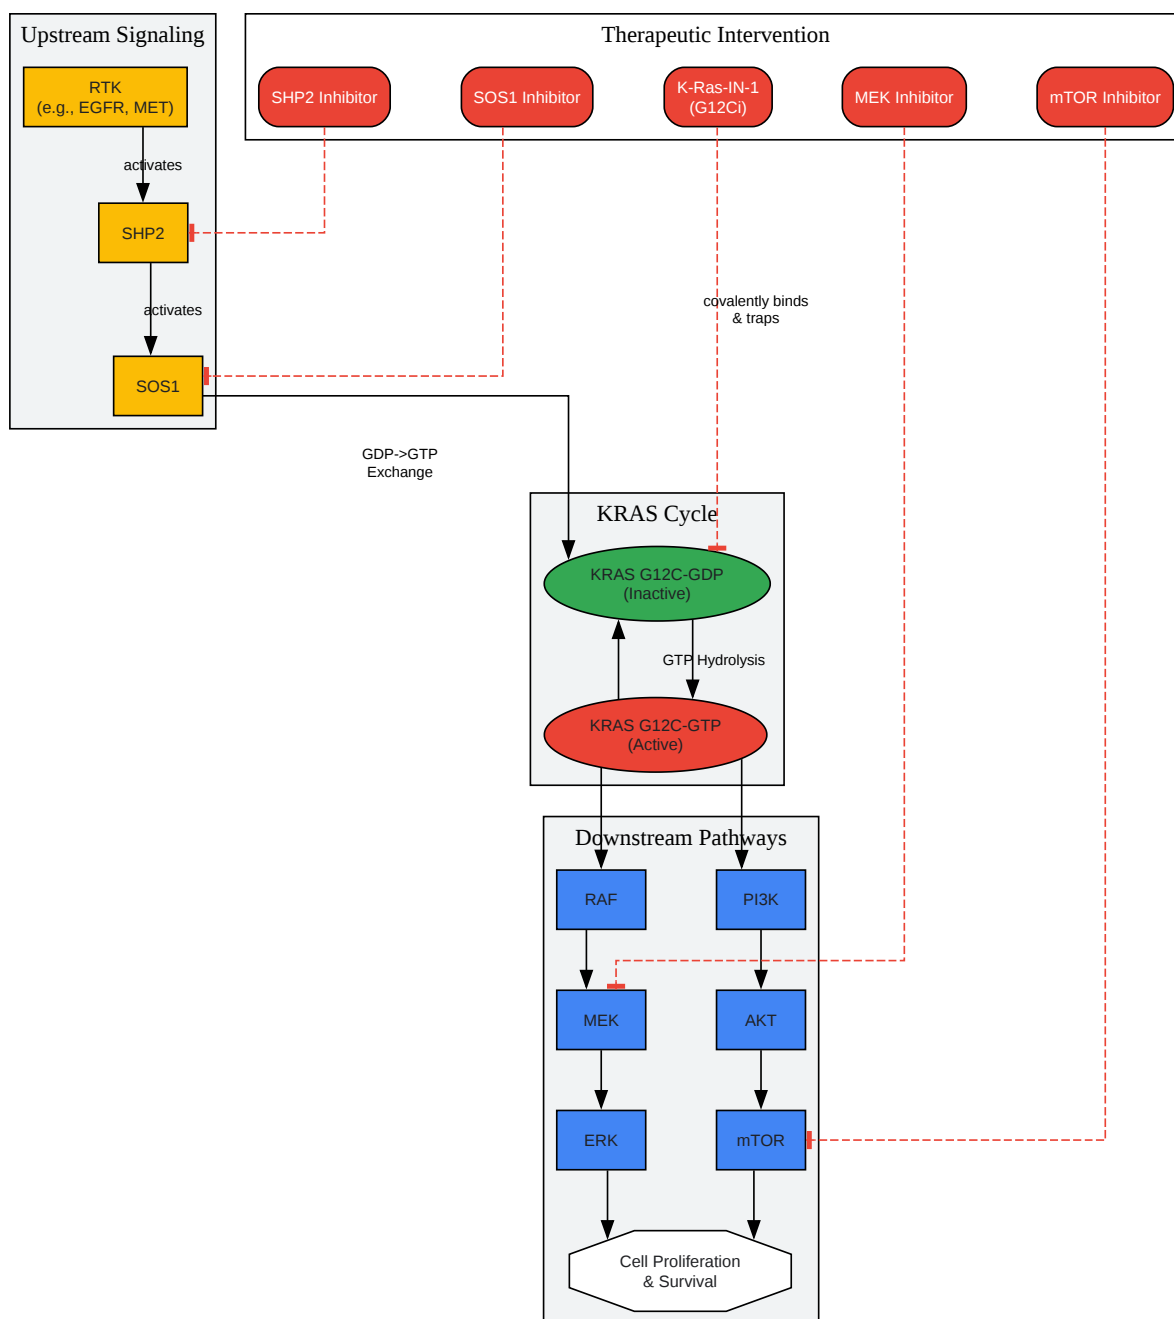 Upstream Signaling
RTK
(e.g., EGFR, MET)
activates
SHP2
activates
SOS1
Therapeutic Intervention
SHP2 Inhibitor
SOS1 Inhibitor
K-Ras-IN-1
(G12Ci)
MEK Inhibitor
mTOR Inhibitor
covalently binds
& traps
GDP->GTP
Exchange
KRAS Cycle
KRAS G12C-GDP
(Inactive)
GTP Hydrolysis
KRAS G12C-GTP
(Active)
Downstream Pathways
RAF
PI3K
MEK
AKT
ERK
mTOR
Cell Proliferation
& Survival